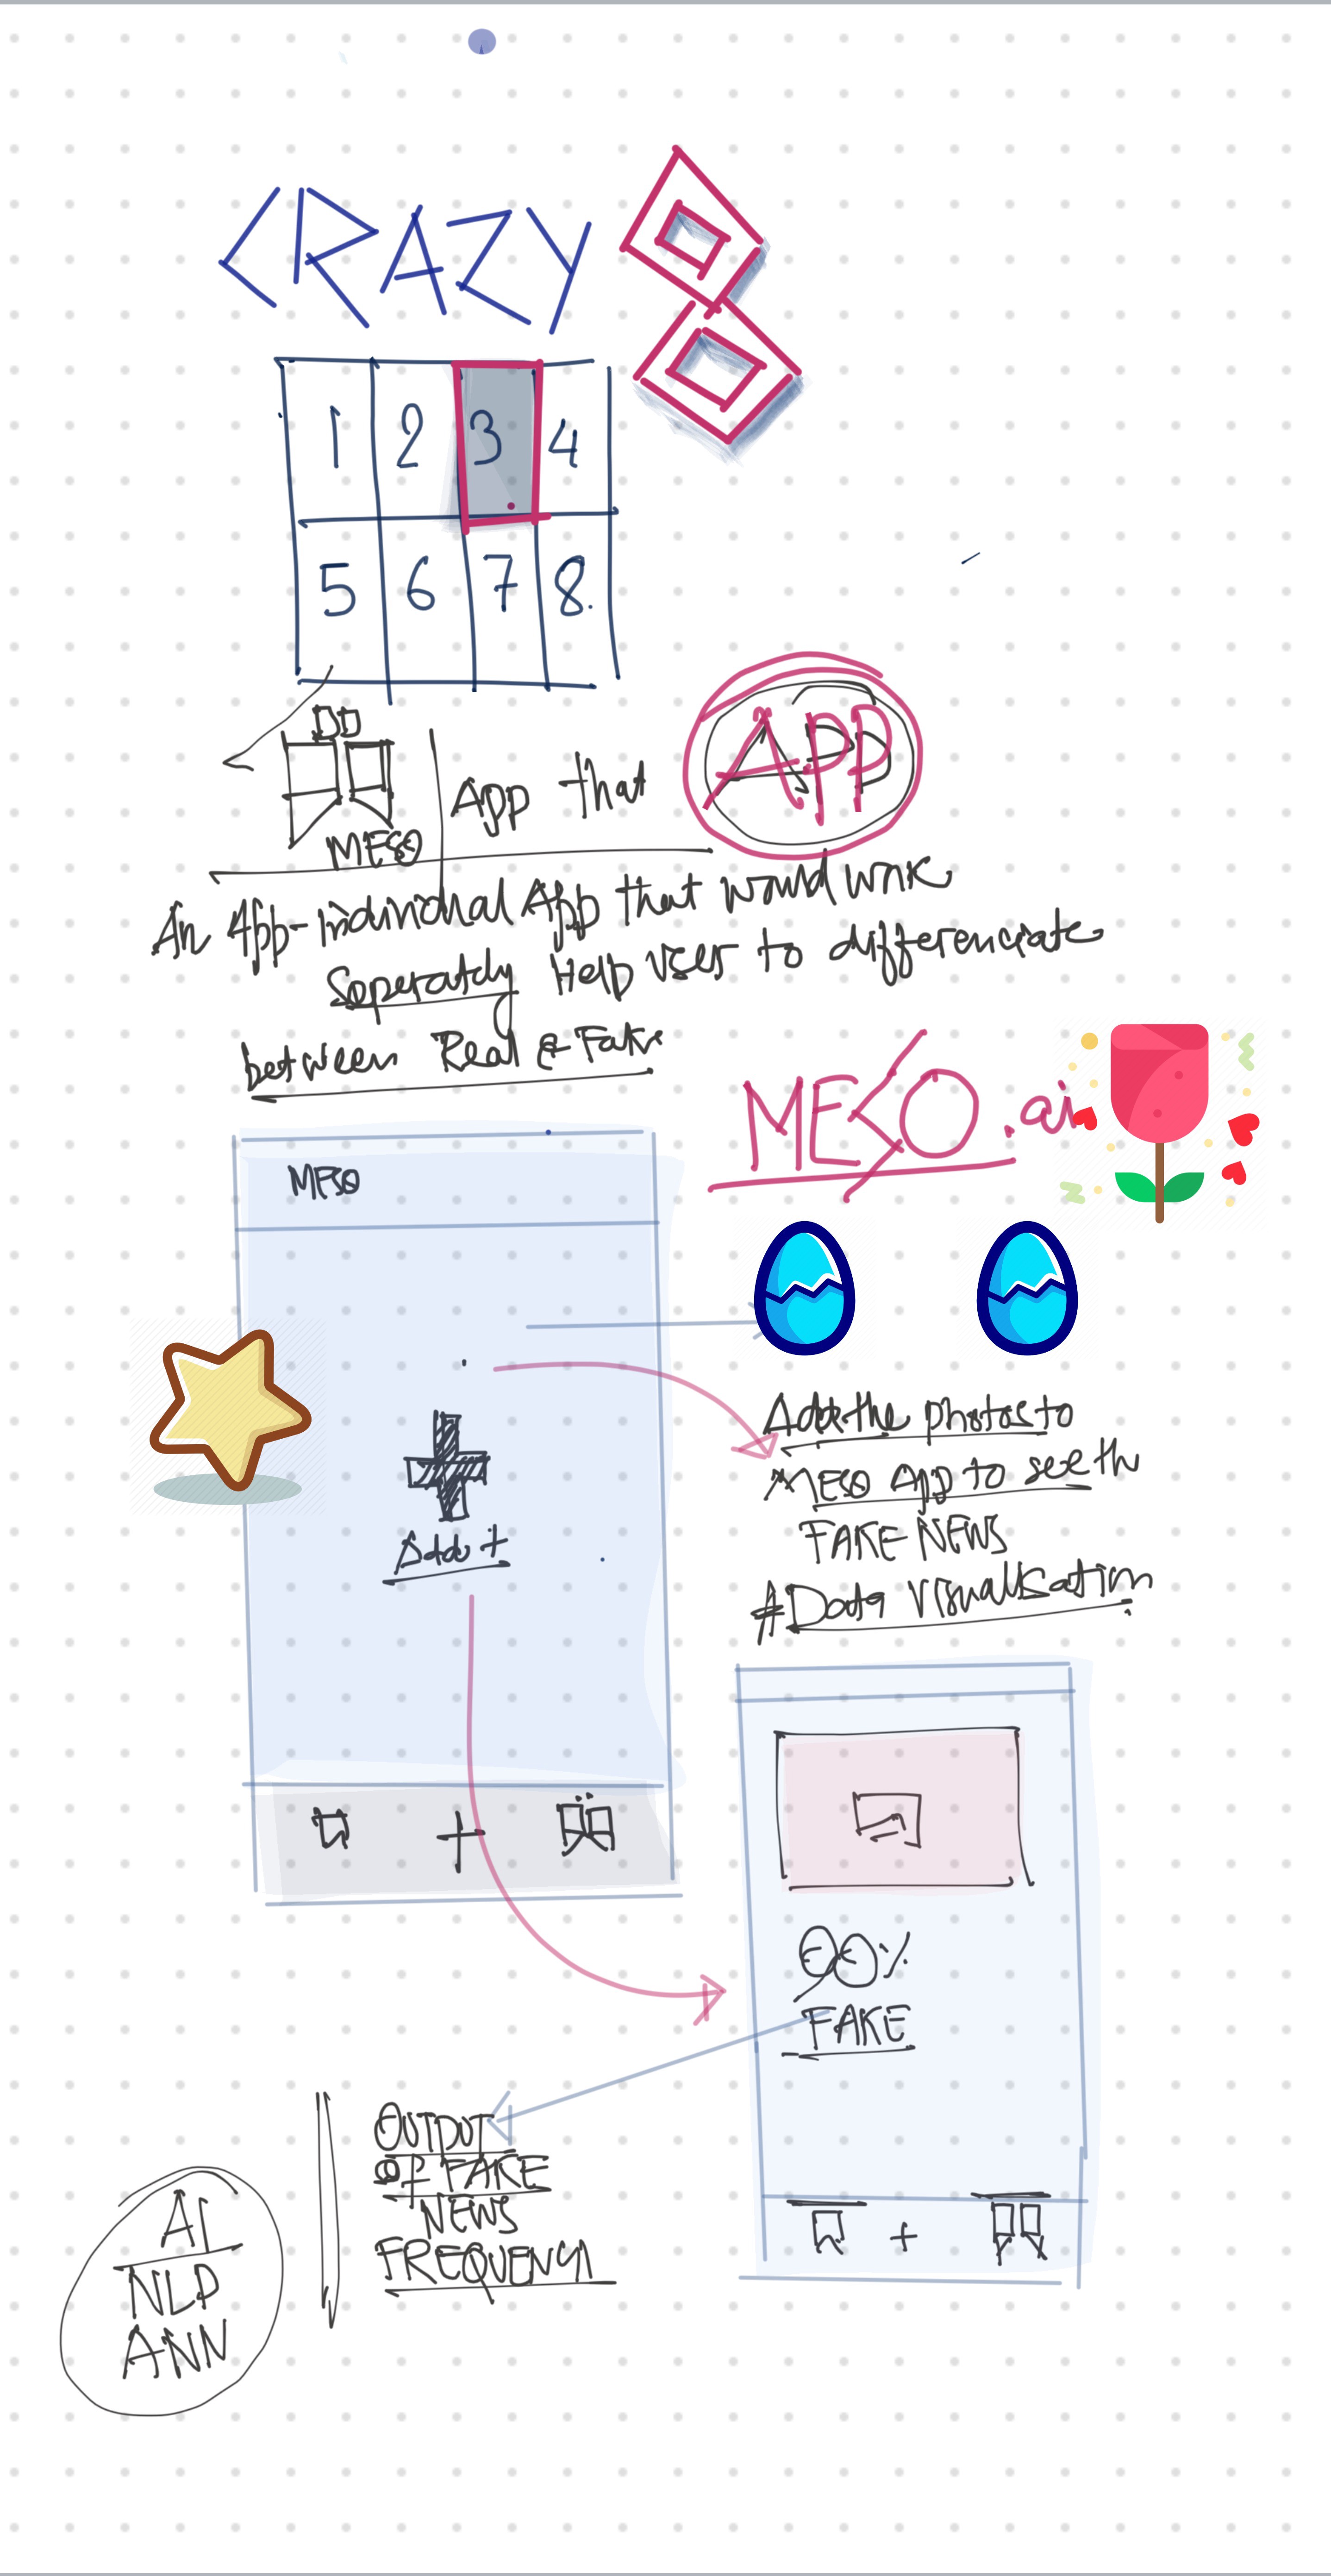 CRAZY 8
1 2 3 4
5 6 7 8.
MESO
App that
APP
An App-individual App that would work
Seperately Help user to differenciate
between Real & Fake
MESO.ai
MESO
Add the photos to
MESO App to see th
FAKE NEWS
#Data Visualisation
Add +
+
FAKE
OUTPUT
OF FAKE
NEWS
FREQUENCY
+
AI
NLP
ANN